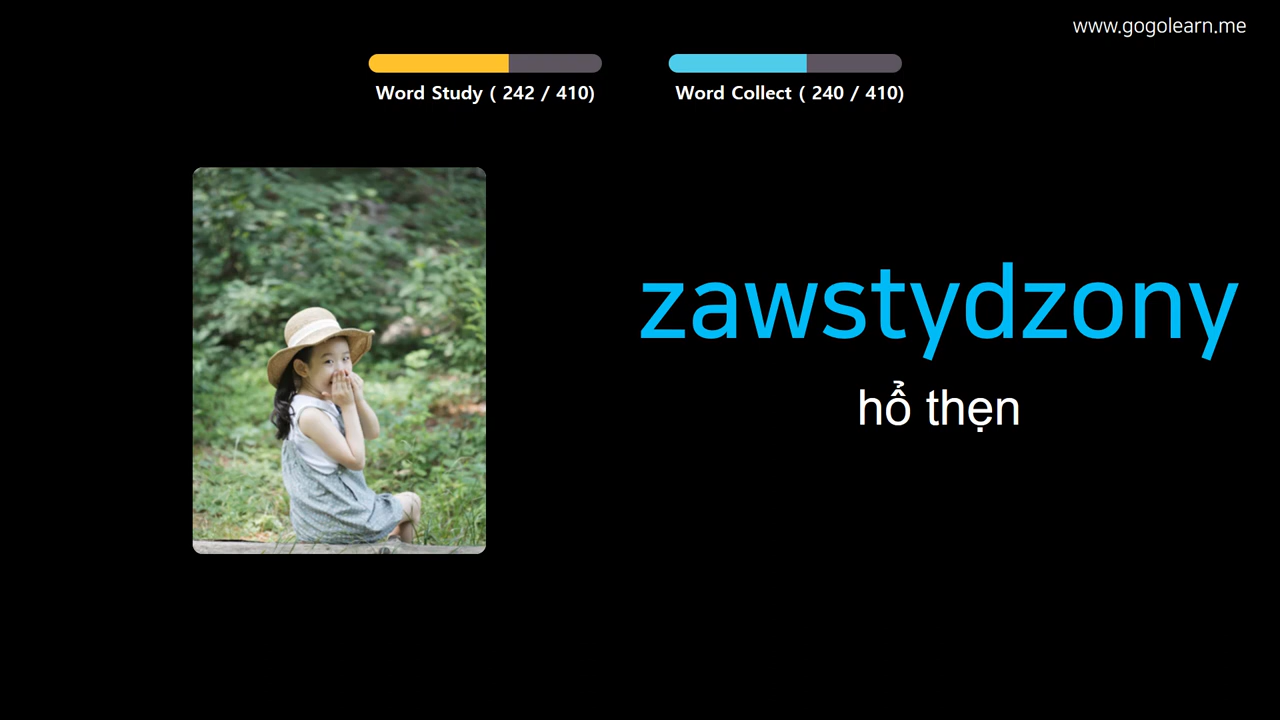 www.gogolearn.me
Word Study ( 242 / 410)
Word Collect ( 240 / 410)
zawstydzony
hổ thẹn